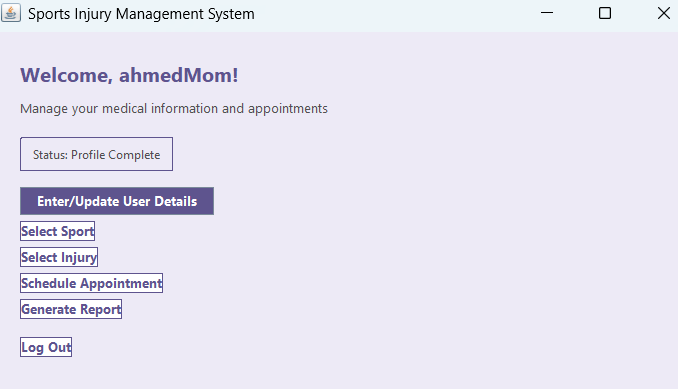 Sports Injury Management System
Welcome, ahmedMom!
Manage your medical information and appointments
Status: Profile Complete
Enter/Update User Details
Select Sport
Select Injury
Schedule Appointment
Generate Report
Log Out